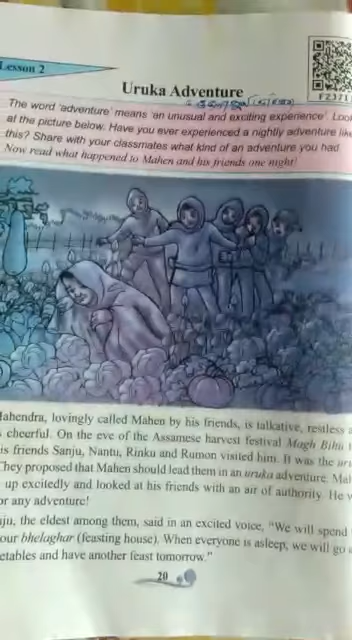 Lesson 2
Uruka Adventure
F2J71
The word 'adventure' means 'an unusual and exciting experience'. Look
at the picture below. Have you ever experienced a nightly adventure like
this? Share with your classmates what kind of an adventure you had
Now read what happened to Mahen and his friends one night!
Mahendra, lovingly called Mahen by his friends, is talkative, restless
cheerful. On the eve of the Assamese harvest festival Magh Bihu
his friends Sanju, Nantu, Rinku and Rumon visited him. It was the
They proposed that Mahen should lead them in an uruka adventure.
up excitedly and looked at his friends with an air of authority. He
for any adventure!
the eldest among them, said in an excited voice, "We will spend
our bhelaghar (feasting house). When everyone is asleep, we will go
and have another feast tomorrow."
20